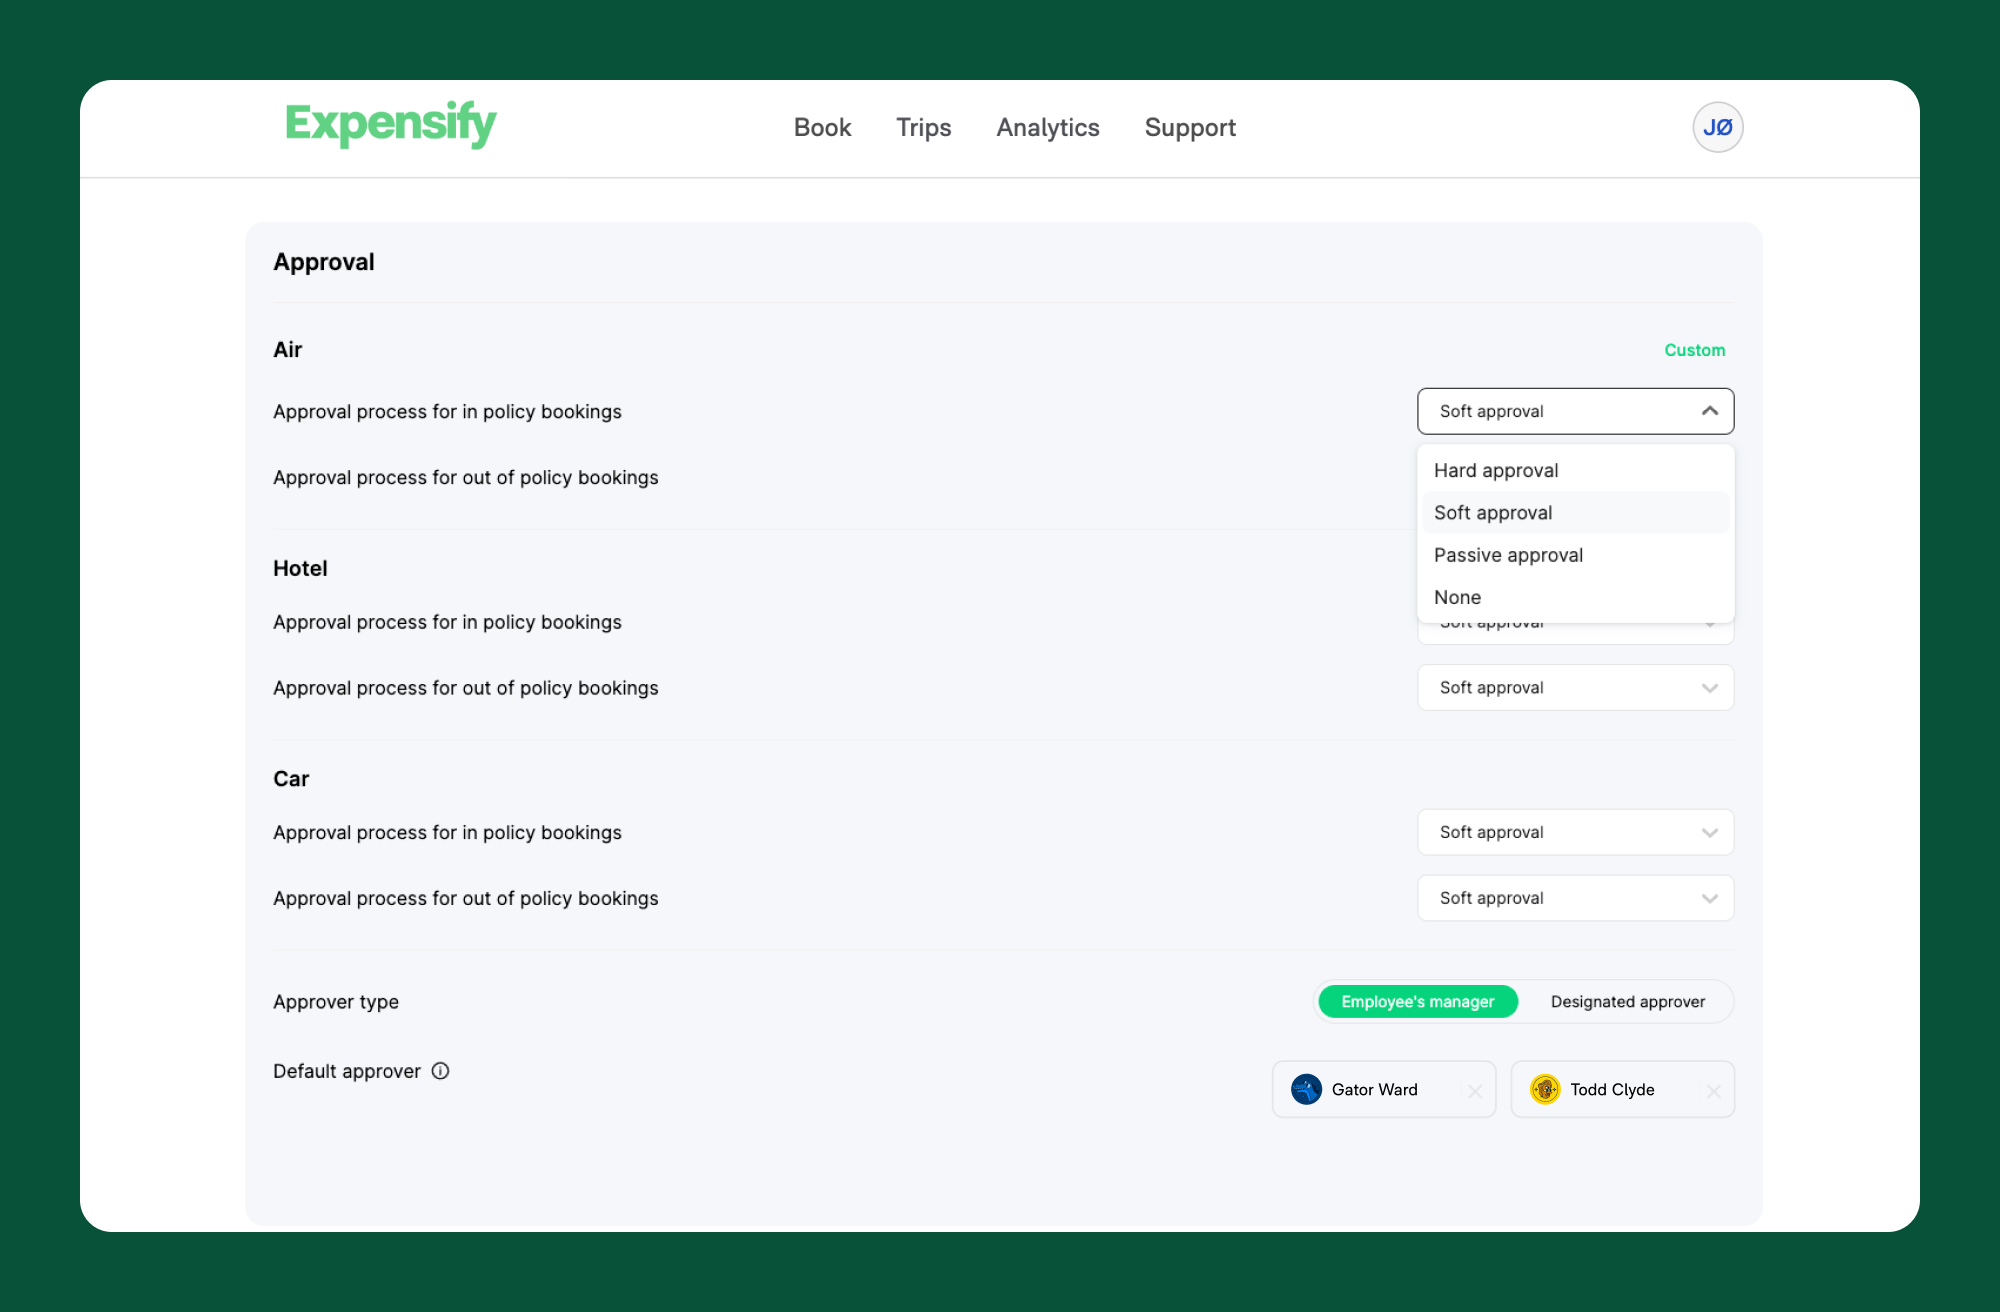 Expensify
Book Trips Analytics Support
JØ
Approval
Air Custom
Approval process for in policy bookings Soft approval
Approval process for out of policy bookings
Hard approval
Soft approval
Passive approval
None
Hotel
Approval process for in policy bookings Soft approval
Approval process for out of policy bookings Soft approval
Car
Approval process for in policy bookings Soft approval
Approval process for out of policy bookings Soft approval
Approver type Employee's manager Designated approver
Default approver Gator Ward Todd Clyde